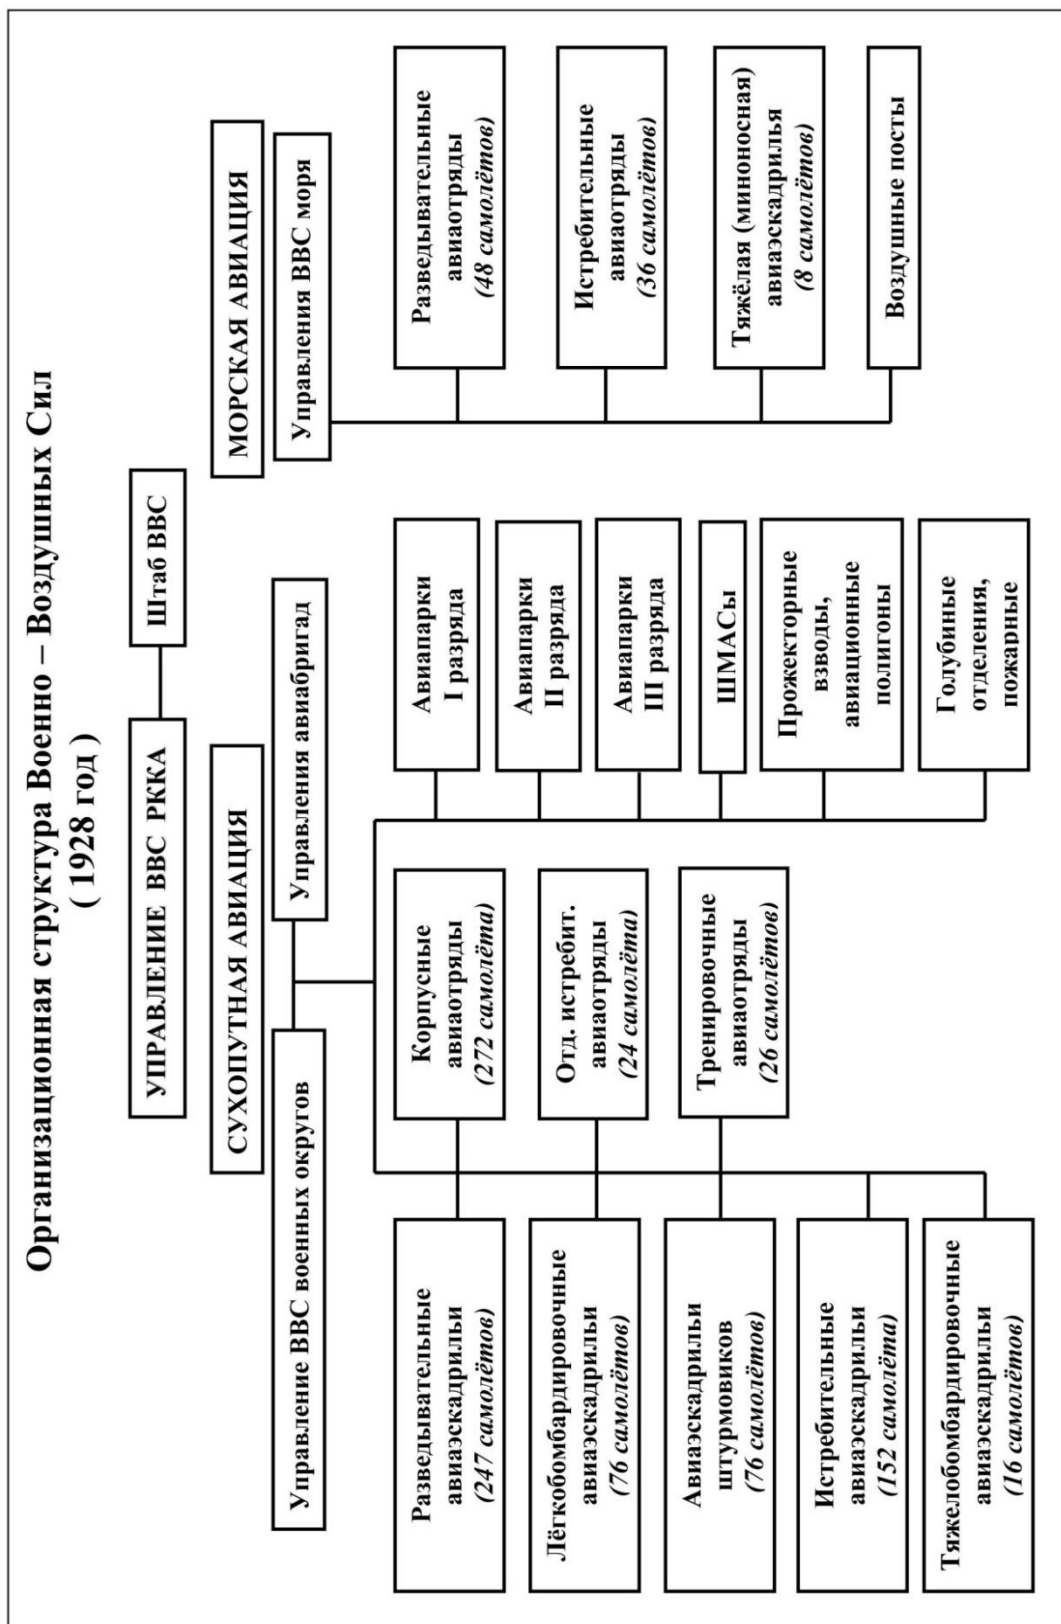 Организационная структура Военно – Воздушных Сил
( 1928 год )
УПРАВЛЕНИЕ ВВС РККА
Штаб ВВС
СУХОПУТНАЯ АВИАЦИЯ
Управление ВВС военных округов
Управления авиабригад
Разведывательные
авиаэскадрильи
(247 самолётов)
Лёгкобомбардировочные
авиаэскадрильи
(76 самолётов)
Авиаэскадрильи
штурмовиков
(76 самолётов)
Истребительные
авиаэскадрильи
(152 самолёта)
Тяжелобомбардировочные
авиаэскадрильи
(16 самолётов)
Корпусные
авиаотряды
(272 самолёта)
Отд. истребит.
авиаотряды
(24 самолёта)
Тренировочные
авиаотряды
(26 самолётов)
Авиапарки
I разряда
Авиапарки
II разряда
Авиапарки
III разряда
ШМАСы
Прожекторные
взводы,
авиационные
полигоны
Голубиные
отделения,
пожарные
МОРСКАЯ АВИАЦИЯ
Управления ВВС моря
Разведывательные
авиаотряды
(48 самолётов)
Истребительные
авиаотряды
(36 самолётов)
Тяжёлая (миноносная)
авиаэскадрилья
(8 самолётов)
Воздушные посты